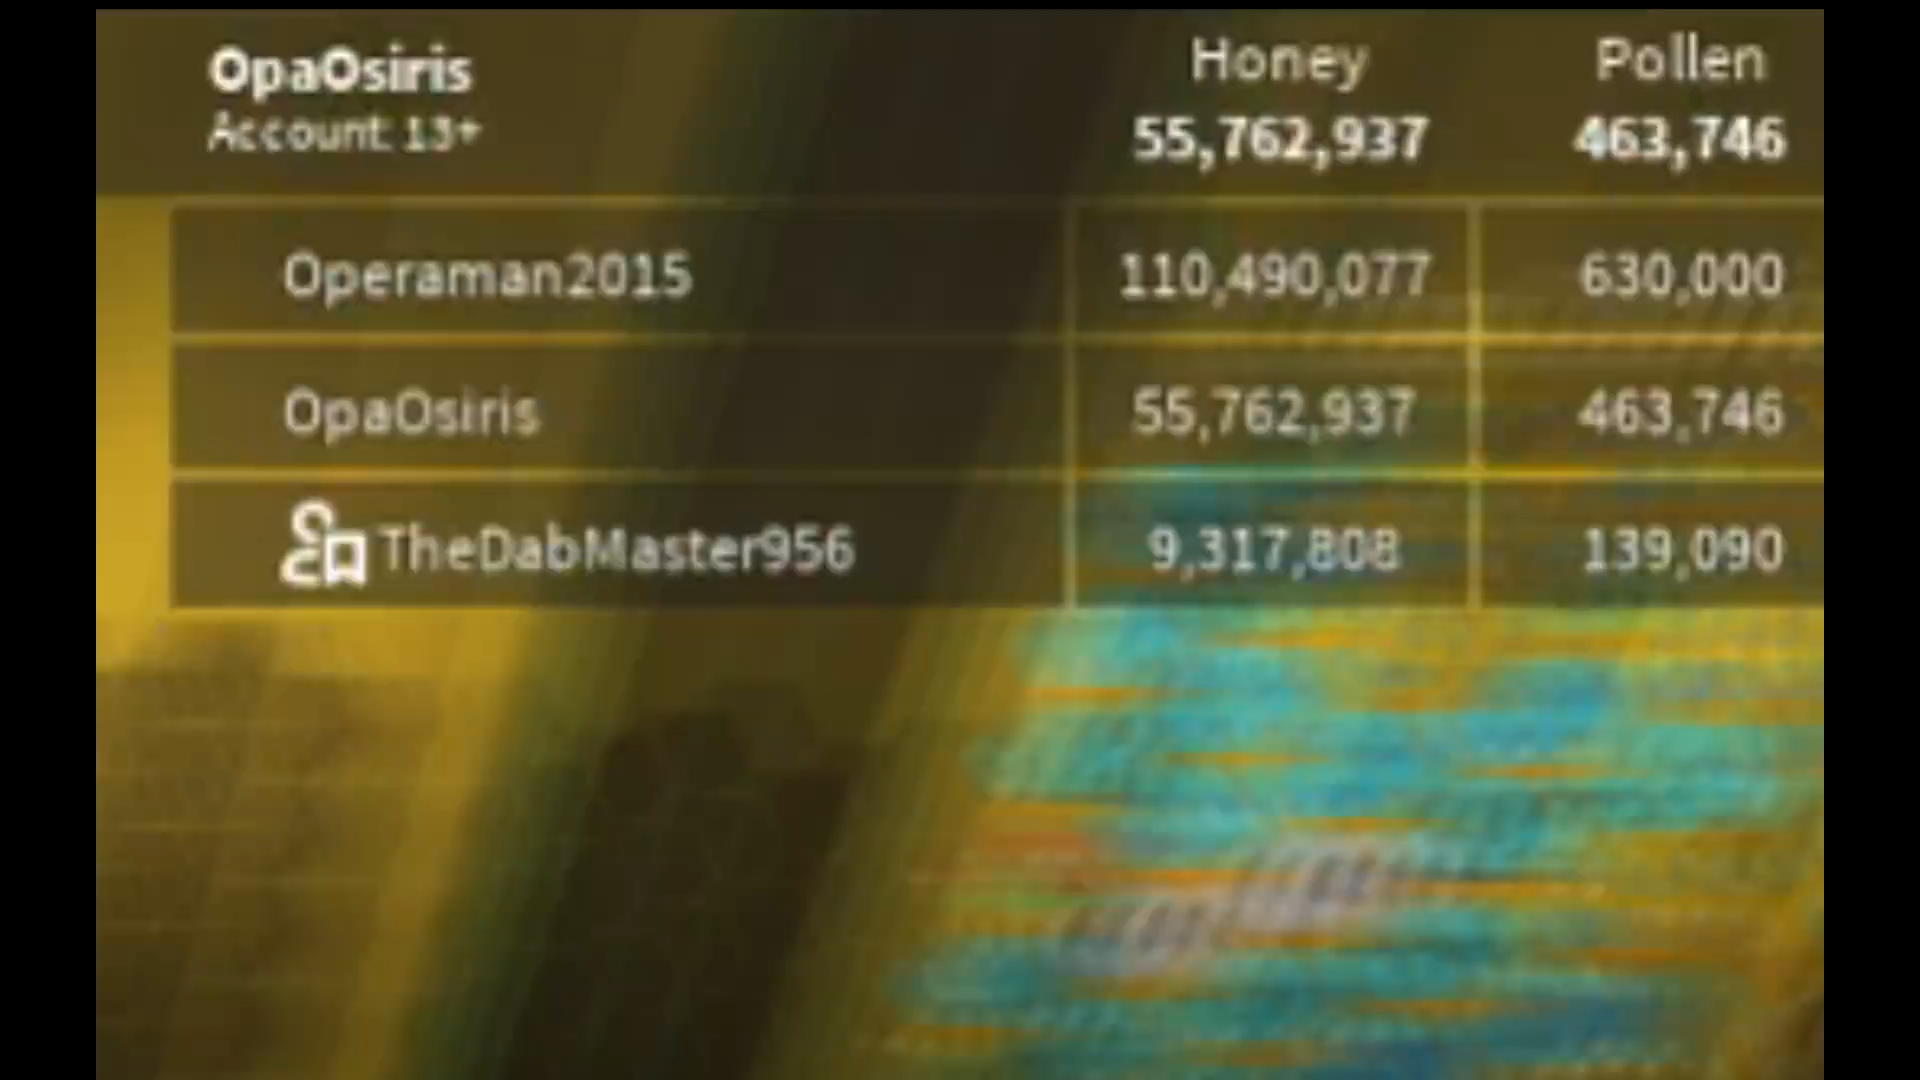 OpaOsiris Honey Pollen
Account: 13+ 55,762,937 463,746
Operaman2015 110,490,077 630,000
OpaOsiris 55,762,937 463,746
TheDabMaster956 9,317,808 139,090